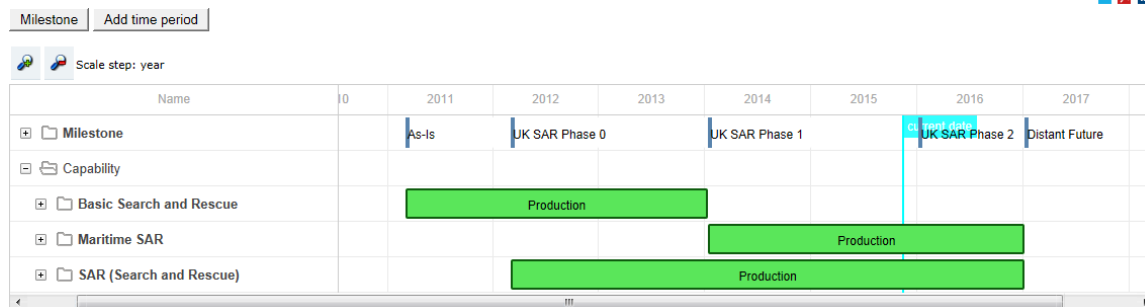 Milestone Add time period
Scale step: year
Name 10 2011 2012 2013 2014 2015 2016 2017
Milestone As-Is UK SAR Phase 0 UK SAR Phase 1 current date UK SAR Phase 2 Distant Future
Capability
Basic Search and Rescue Production
Maritime SAR Production
SAR (Search and Rescue) Production